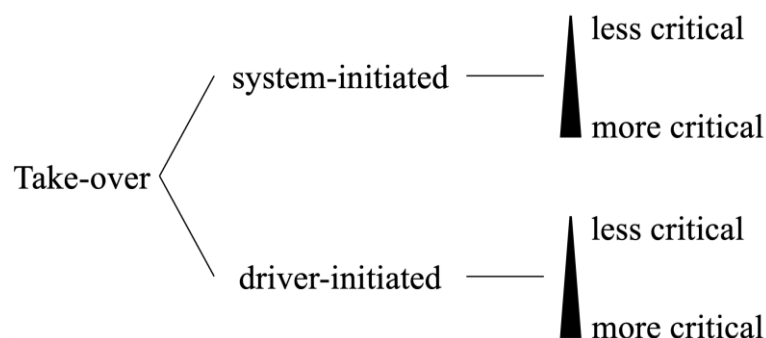 less critical
system-initiated
more critical
Take-over
less critical
driver-initiated
more critical